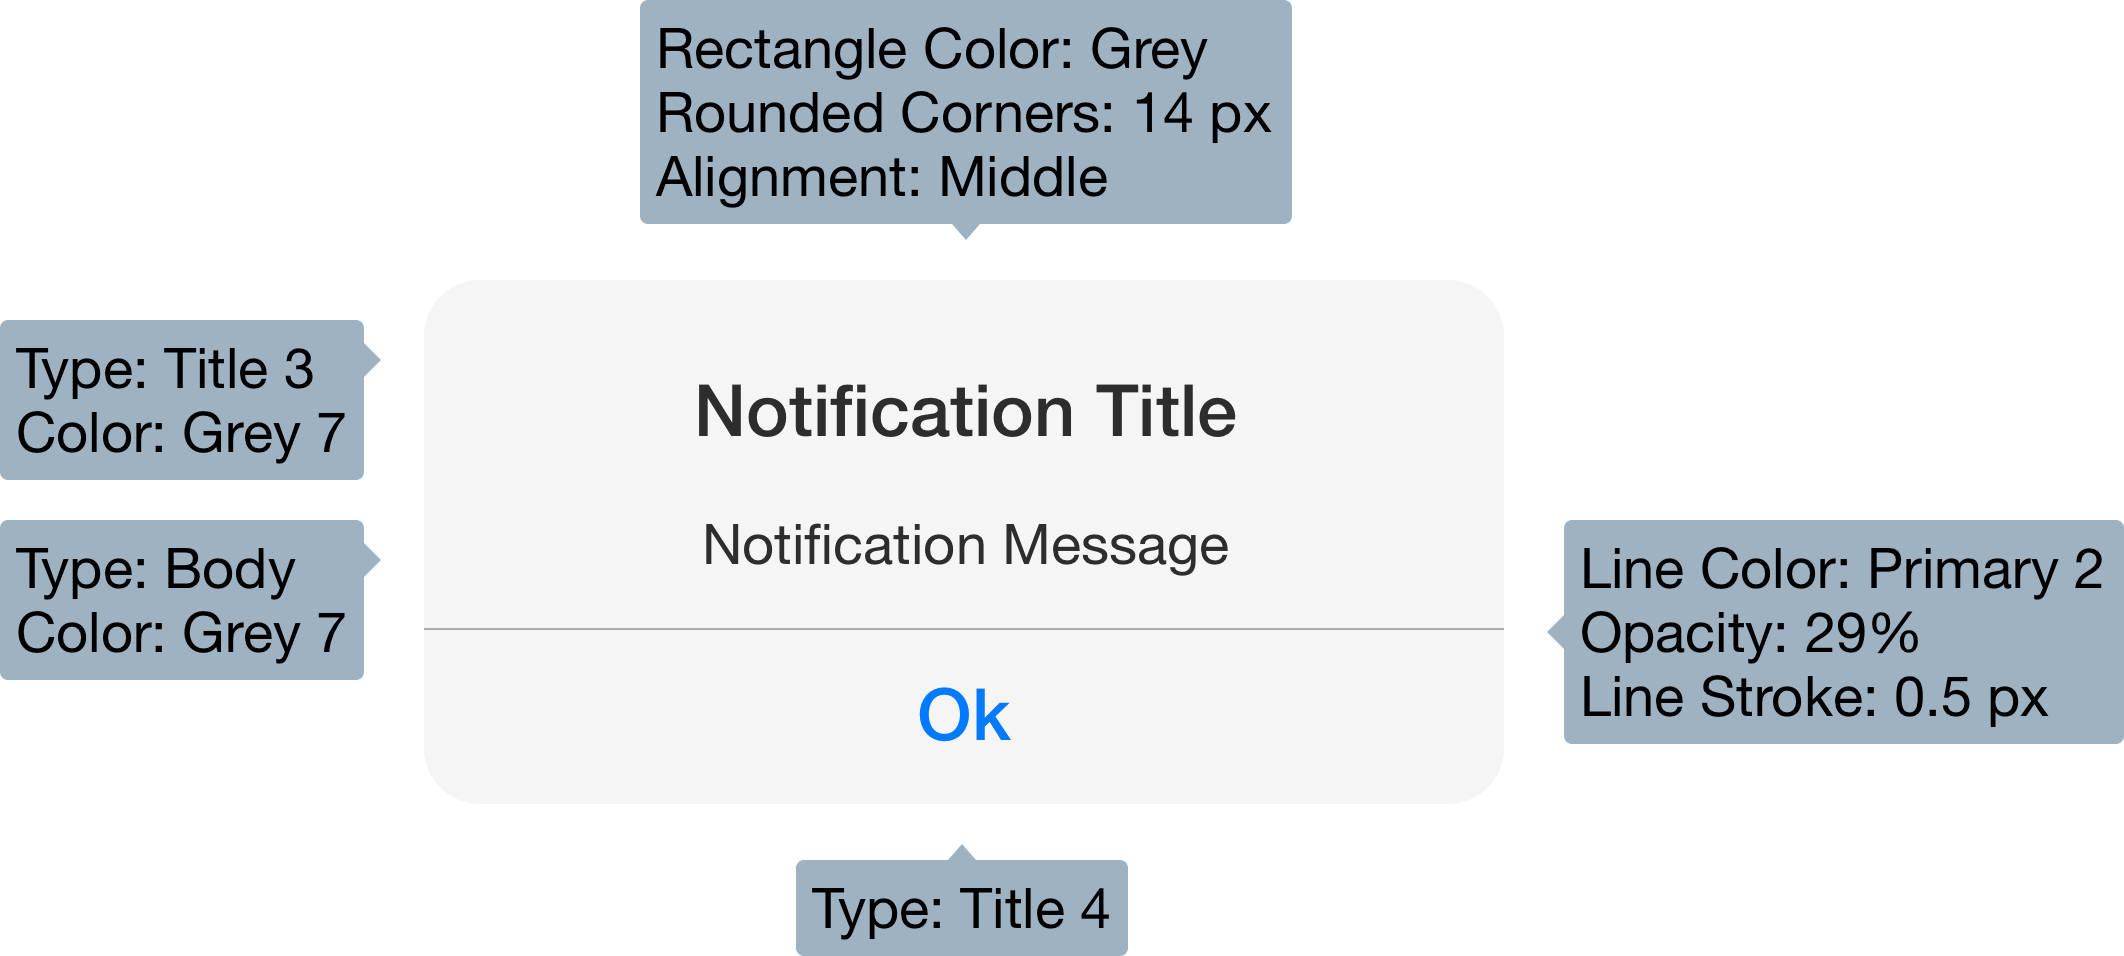 Rectangle Color: Grey
Rounded Corners: 14 px
Alignment: Middle
Type: Title 3
Color: Grey 7
Notification Title
Notification Message
Type: Body
Color: Grey 7
Line Color: Primary 2
Opacity: 29%
Line Stroke: 0.5 px
Ok
Type: Title 4